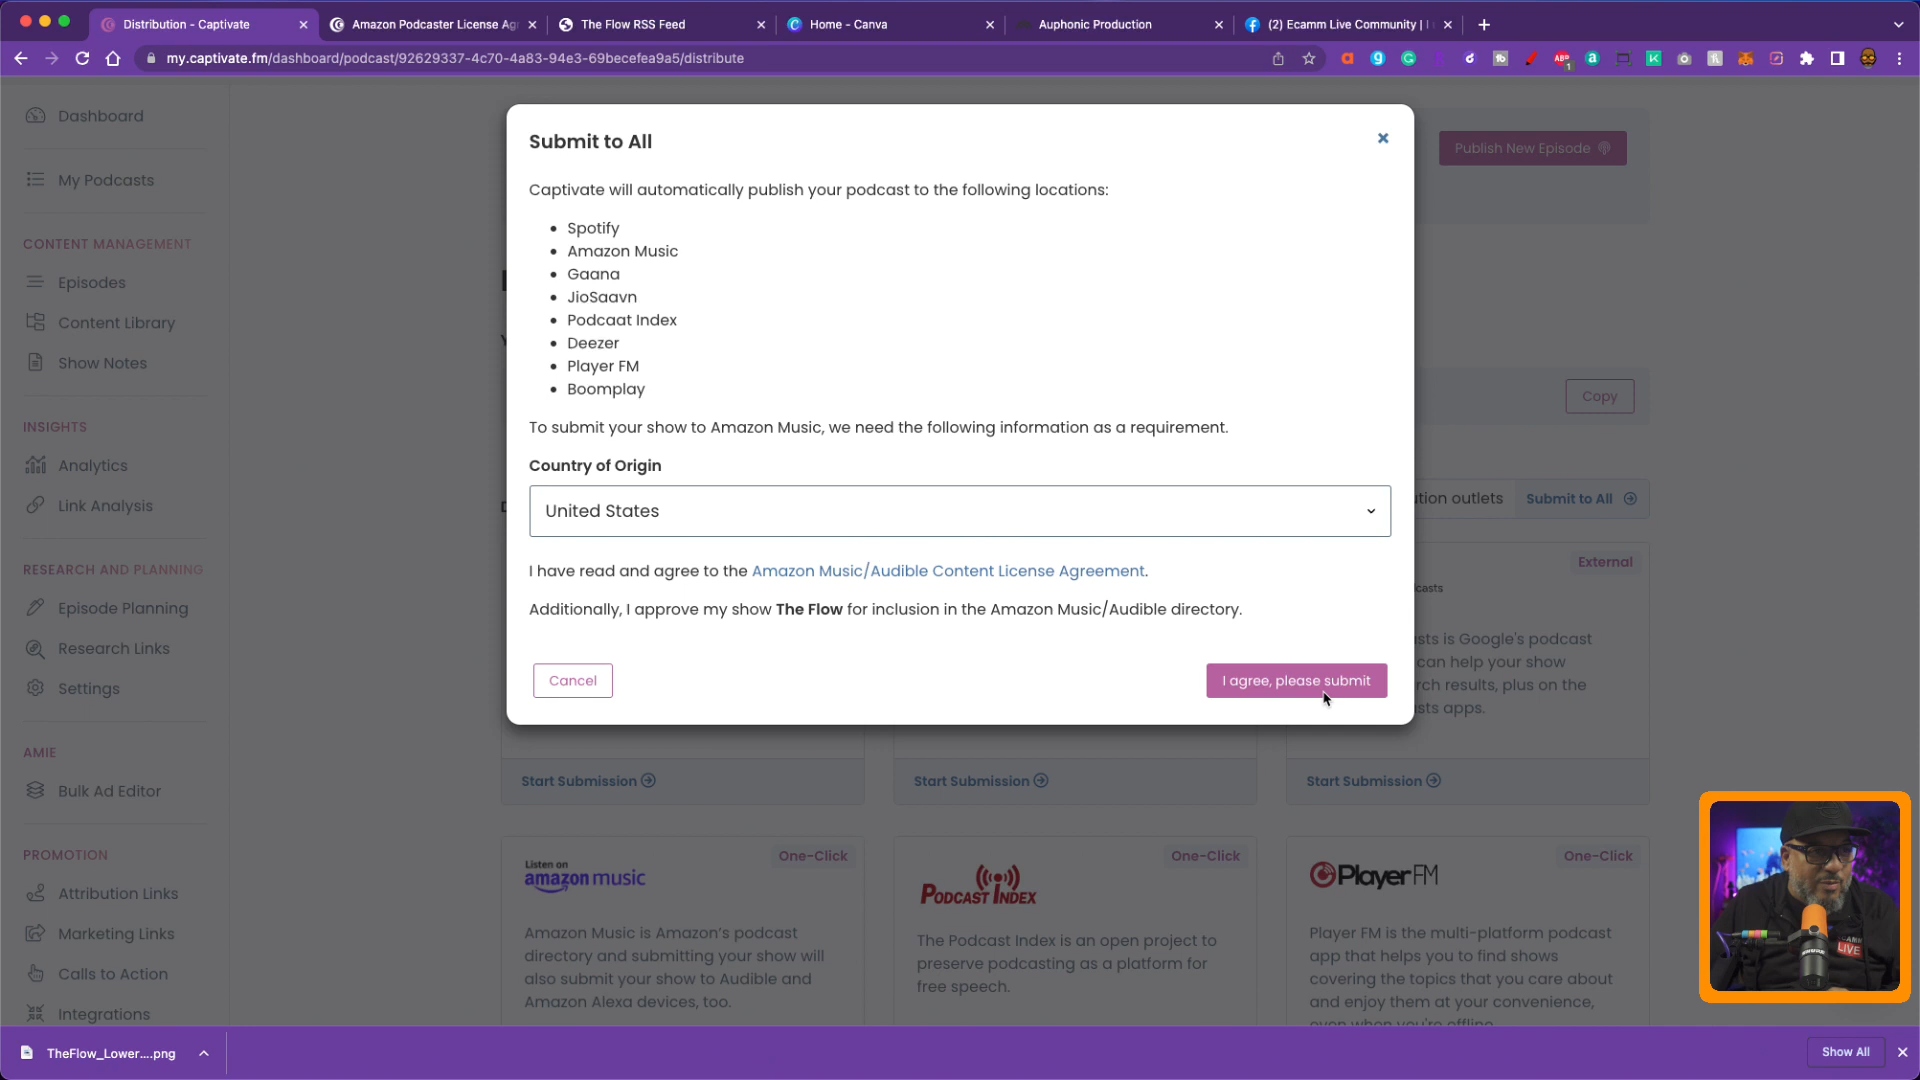 Distribution - Captivate
Amazon Podcaster License Ag
The Flow RSS Feed
Home - Canva
Auphonic Production
(2) Ecamm Live Community |
my.captivate.fm/dashboard/podcast/92629337-4c70-4a83-94e3-69becefea9a5/distribute
ABP
1
Dashboard
My Podcasts
CONTENT MANAGEMENT
Episodes
Content Library
Show Notes
INSIGHTS
Analytics
Link Analysis
RESEARCH AND PLANNING
Episode Planning
Research Links
Settings
AMIE
Bulk Ad Editor
PROMOTION
Attribution Links
Marketing Links
Calls to Action
Integrations
Publish New Episode
Submit to All
Captivate will automatically publish your podcast to the following locations:
• Spotify
• Amazon Music
• Gaana
• JioSaavn
• Podcaat Index
• Deezer
• Player FM
• Boomplay
To submit your show to Amazon Music, we need the following information as a requirement.
Country of Origin
United States
I have read and agree to the Amazon Music/Audible Content License Agreement.
Additionally, I approve my show The Flow for inclusion in the Amazon Music/Audible directory.
Cancel
I agree, please submit
Copy
ution outlets
Submit to All
External
casts
sts is Google's podcast
can help your show
rch results, plus on the
sts apps.
Start Submission
Start Submission
Start Submission
Listen on
amazon music
One-Click
Amazon Music is Amazon's podcast
directory and submitting your show will
also submit your show to Audible and
Amazon Alexa devices, too.
PODCAST INDEX
One-Click
The Podcast Index is an open project to
preserve podcasting as a platform for
free speech.
PlayerFM
One-Click
Player FM is the multi-platform podcast
app that helps you to find shows
covering the topics that you care about
and enjoy them at your convenience,
even when you're offline.
LIVE
TheFlow_Lower....png
Show All